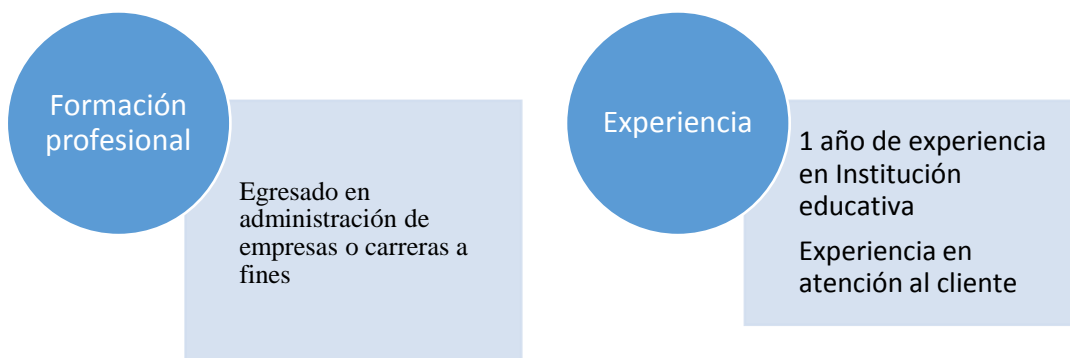 Formación
profesional
Egresado en
administración de
empresas o carreras a
fines
Experiencia
1 año de experiencia
en Institución
educativa
Experiencia en
atención al cliente